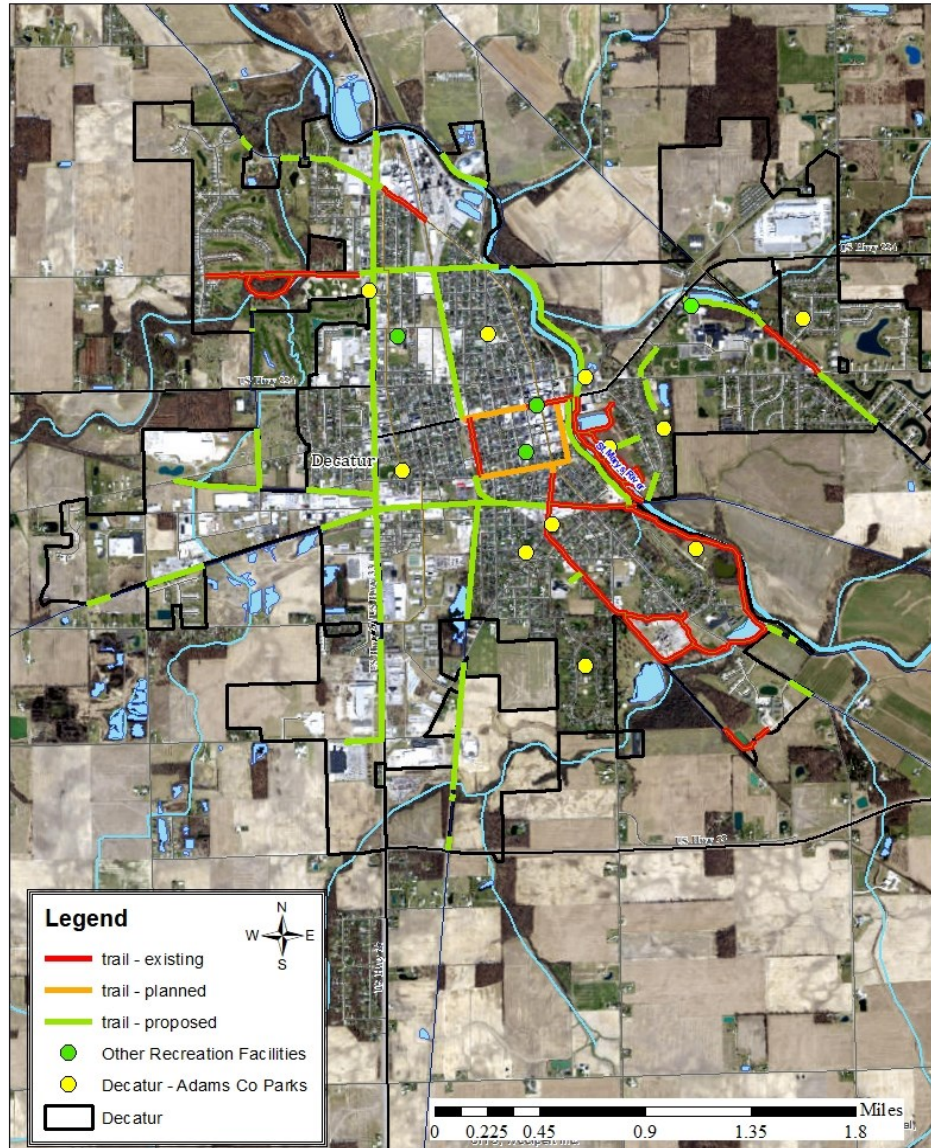 US Hwy 224
US Hwy 224
Decatur
St. Mary's River
US Hwy 33
Legend
N
W E
S
trail - existing
trail - planned
trail - proposed
Other Recreation Facilities
Decatur - Adams Co Parks
Decatur
Miles
0 0.225 0.45 0.9 1.35 1.8